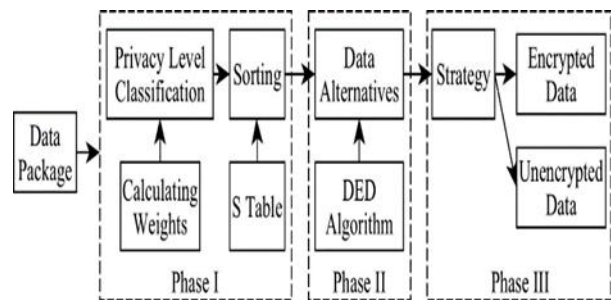 Data
Package
Privacy Level
Classification
Sorting
Calculating
Weights
S Table
Phase I
Data
Alternatives
DED
Algorithm
Phase II
Strategy
Encrypted
Data
Unencrypted
Data
Phase III